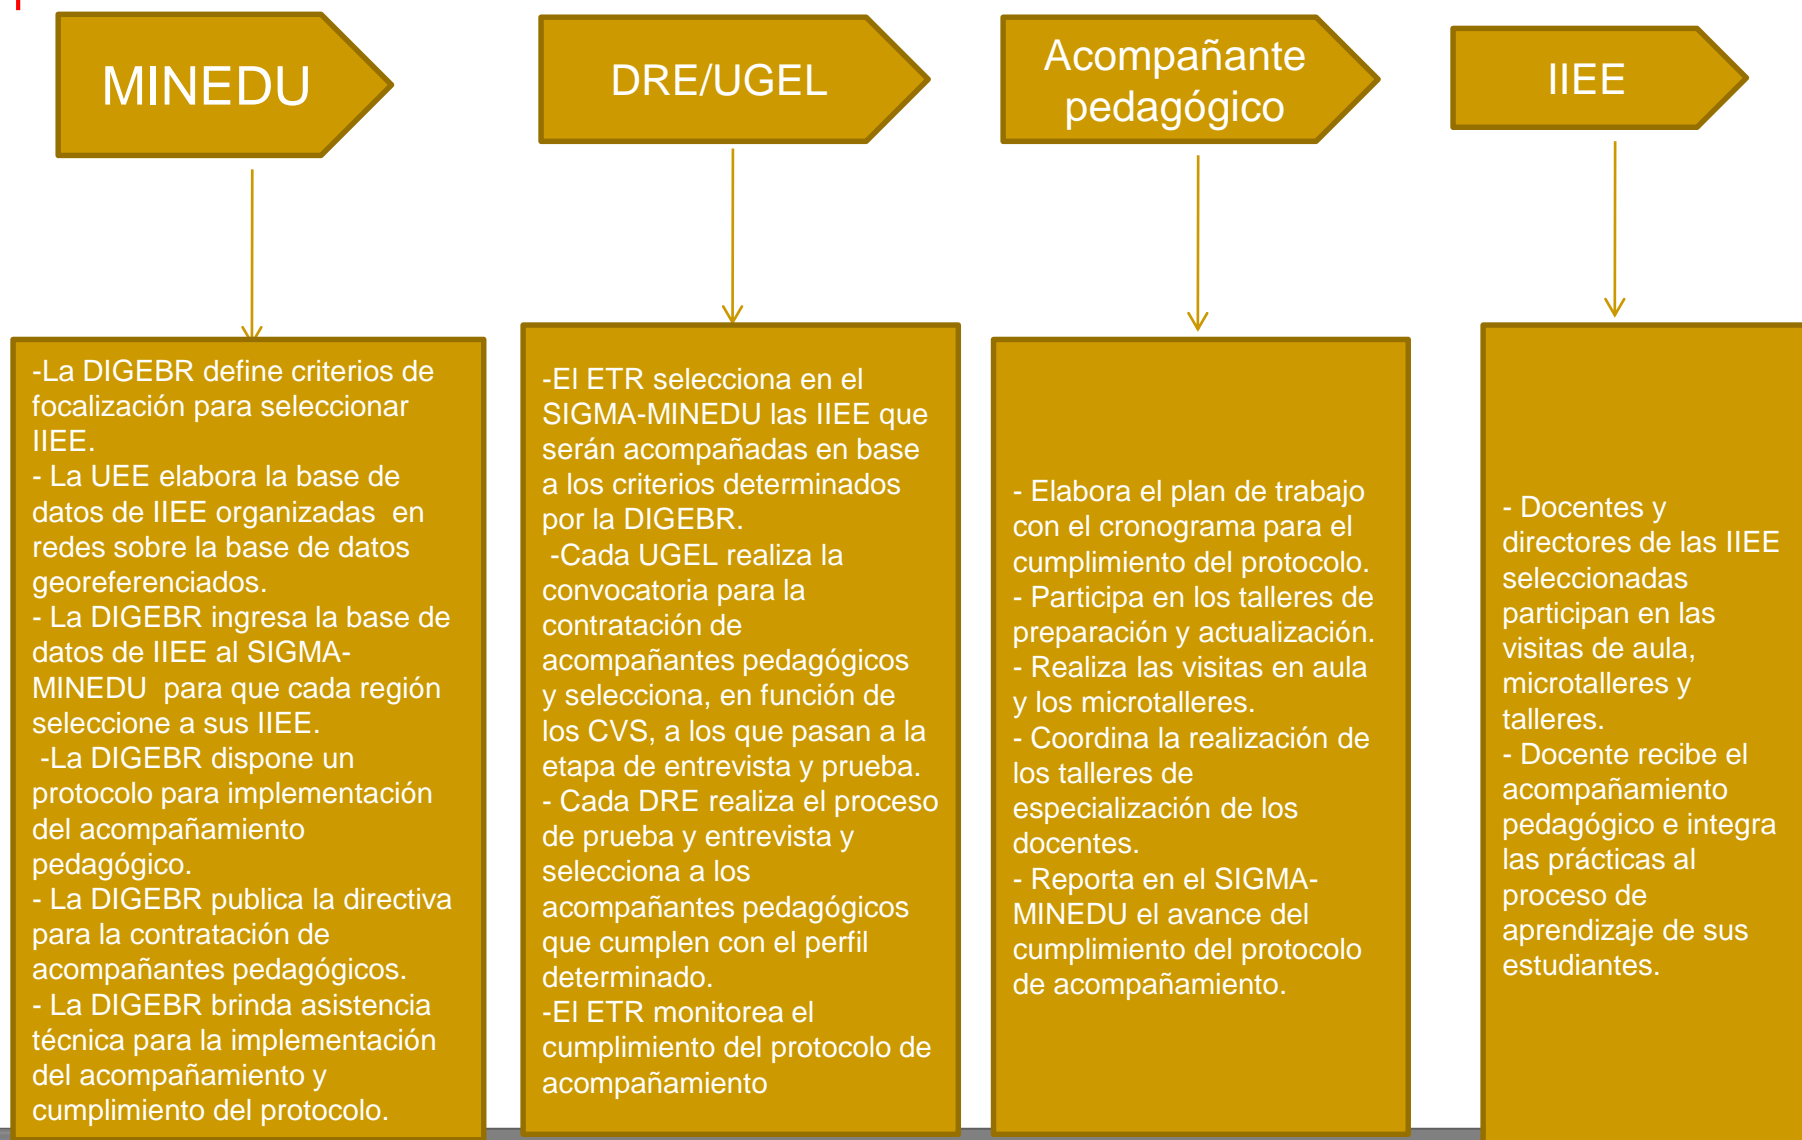 MINEDU
-La DIGEBR define criterios de
focalización para seleccionar
IIEE.
- La UEE elabora la base de
datos de IIEE organizadas  en
redes sobre la base de datos
georeferenciados.
- La DIGEBR ingresa la base de
datos de IIEE al SIGMA-
MINEDU  para que cada región
seleccione a sus IIEE.
-La DIGEBR dispone un
protocolo para implementación
del acompañamiento
pedagógico.
- La DIGEBR publica la directiva
para la contratación de
acompañantes pedagógicos.
- La DIGEBR brinda asistencia
técnica para la implementación
del acompañamiento y
cumplimiento del protocolo.
DRE/UGEL
-El ETR selecciona en el
SIGMA-MINEDU las IIEE que
serán acompañadas en base
a los criterios determinados
por la DIGEBR.
-Cada UGEL realiza la
convocatoria para la
contratación de
acompañantes pedagógicos
y selecciona, en función de
los CVS, a los que pasan a la
etapa de entrevista y prueba.
- Cada DRE realiza el proceso
de prueba y entrevista y
selecciona a los
acompañantes pedagógicos
que cumplen con el perfil
determinado.
-El ETR monitorea el
cumplimiento del protocolo de
acompañamiento
Acompañante
pedagógico
- Elabora el plan de trabajo
con el cronograma para el
cumplimiento del protocolo.
- Participa en los talleres de
preparación y actualización.
- Realiza las visitas en aula
y los microtalleres.
- Coordina la realización de
los talleres de
especialización de los
docentes.
- Reporta en el SIGMA-
MINEDU el avance del
cumplimiento del protocolo
de acompañamiento.
IIEE
- Docentes y
directores de las IIEE
seleccionadas
participan en las
visitas de aula,
microtalleres y
talleres.
- Docente recibe el
acompañamiento
pedagógico e integra
las prácticas al
proceso de
aprendizaje de sus
estudiantes.